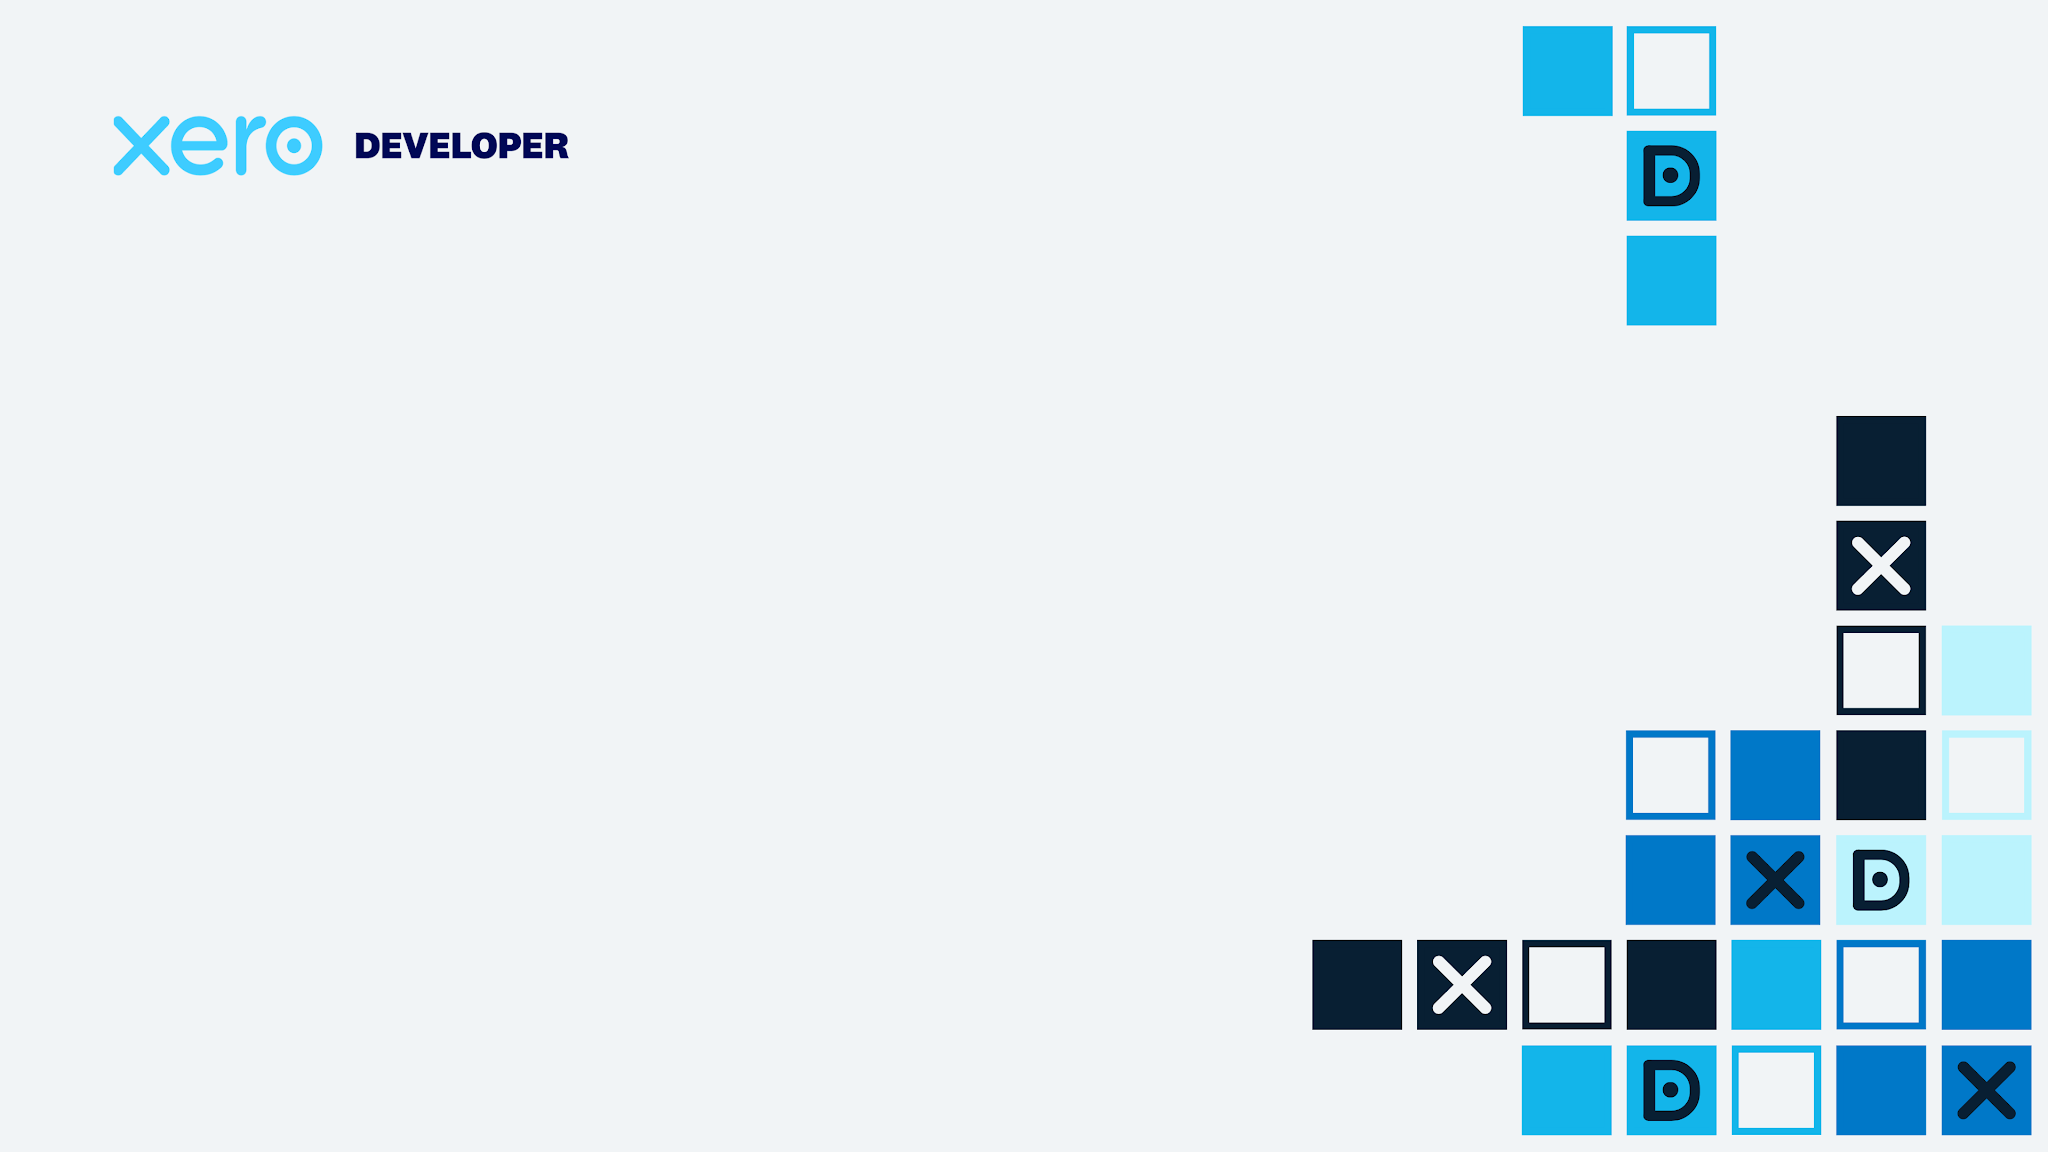 xero DEVELOPER
D
X
X D
X
D X